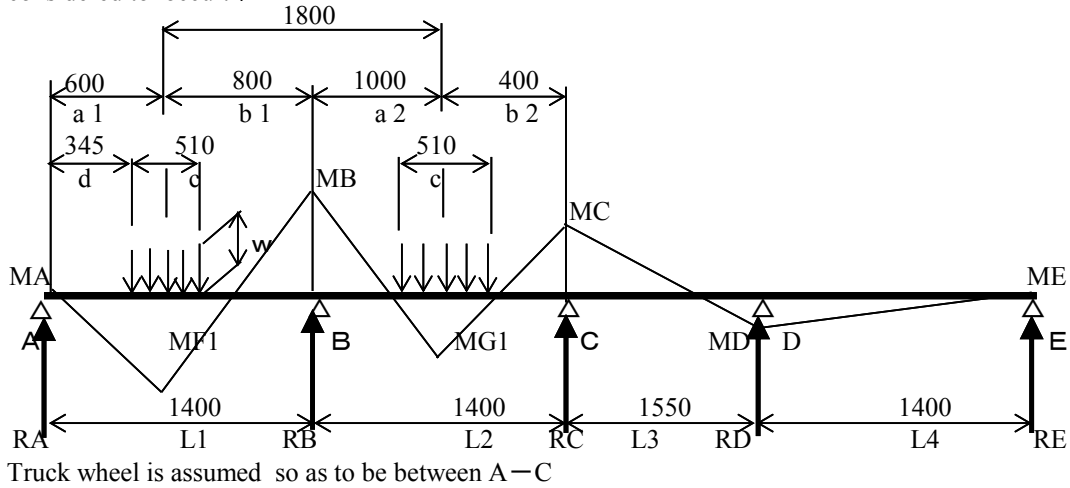 1800
600 800 1000 400
a 1 b 1 a 2 b 2
345 510 510
d c c
MB
MC
w
MA ME
MF1 MG1 MD
A B C D E
1400 1400 1550 1400
RA L1 RB L2 RC L3 RD L4 RE
Truck wheel is assumed so as to be between A－C